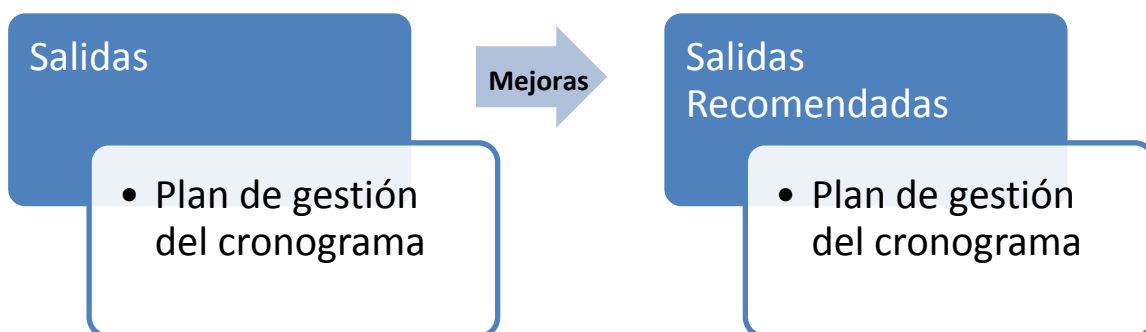 Salidas
• Plan de gestión
del cronograma
Mejoras
Salidas
Recomendadas
• Plan de gestión
del cronograma